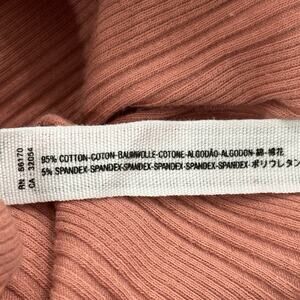 RN: 66170
CA: 32054
95% COTTON-COTON-BAUMWOLLE-COTONE-ALGODÃO-ALGODON-綿-棉花
5% SPANDEX-SPANDEX-SPANDEX-SPANDEX-SPANDEX-SPANDEX-ポリウレタン